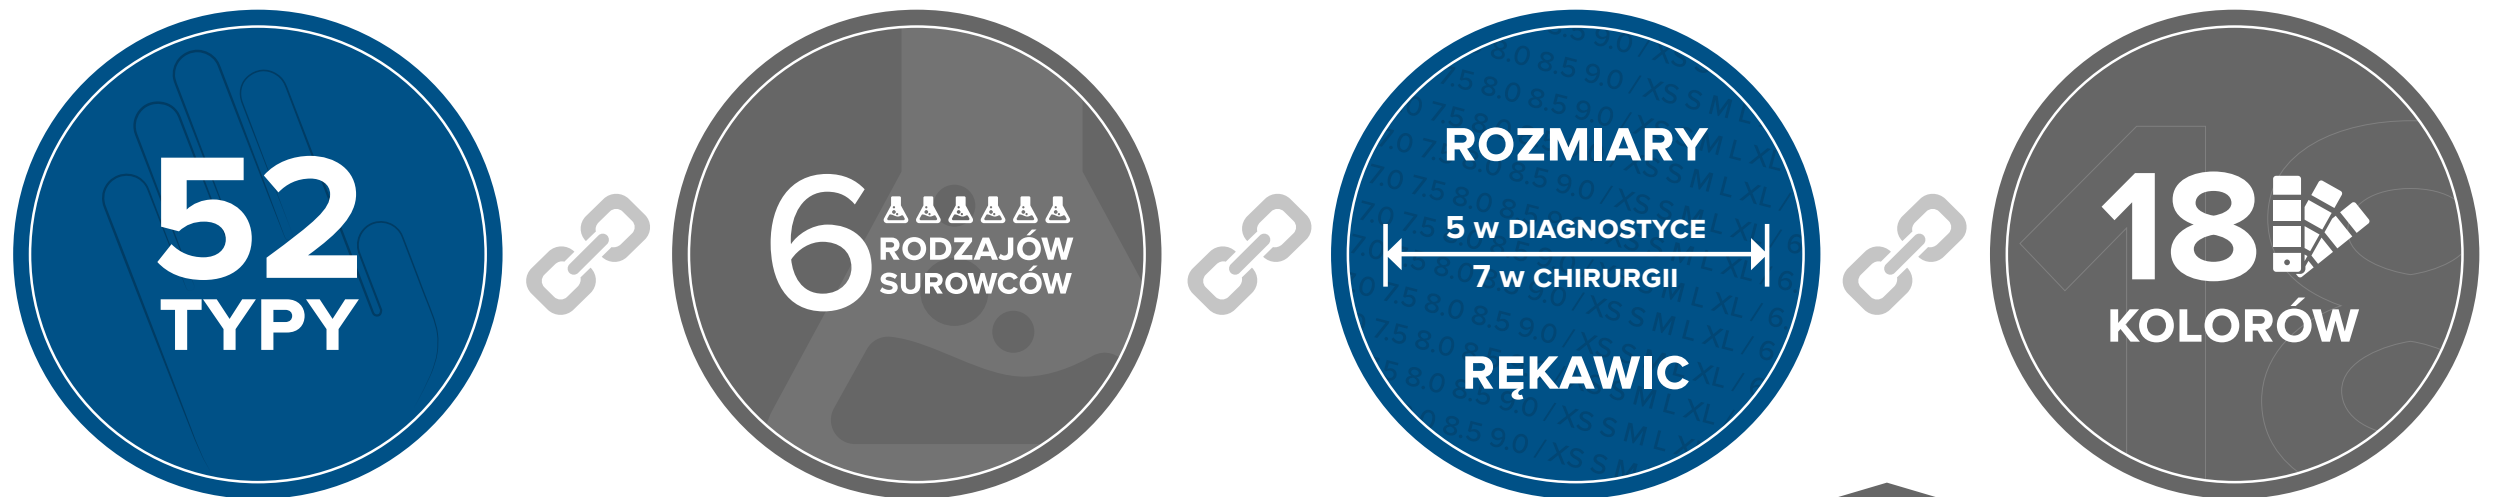 52
TYPY
6
RODZAJÓW
SUROWCÓW
ROZMIARY
5 w DIAGNOSTYCE
7 w CHIRURGII
RĘKAWIC
18
KOLORÓW